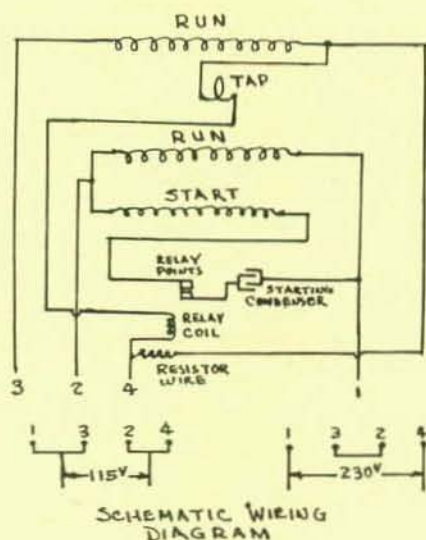 RUN
TAP
RUN
START
RELAY
POINTS
STARTING
CONDENSER
RELAY
COIL
RESISTOR
WIRE
3 2 4 1
1 3 2 4 1 3 2 4
115V 230V
SCHEMATIC WIRING
DIAGRAM